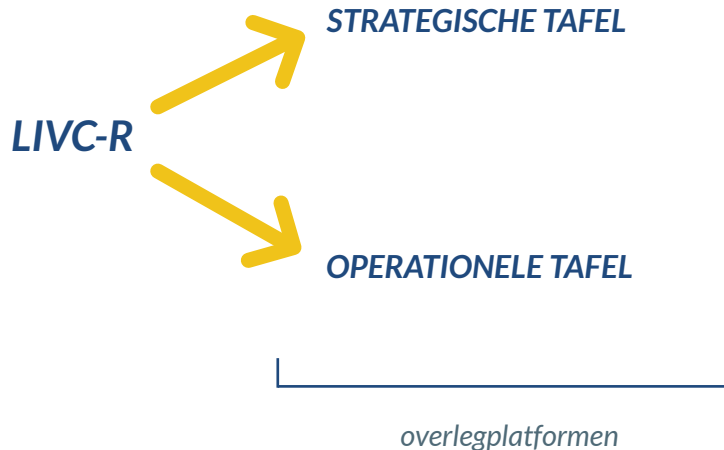 STRATEGISCHE TAFEL
LIVC-R
OPERATIONELE TAFEL
overlegplatformen